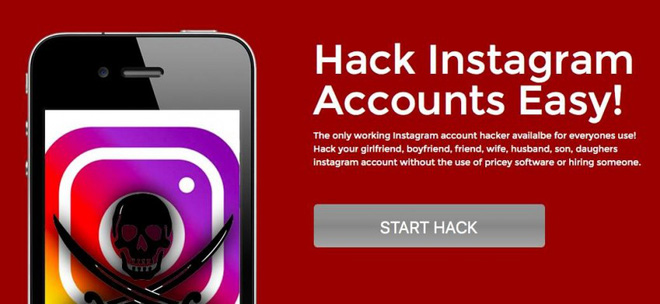 Hack Instagram
Accounts Easy!
The only working Instagram account hacker availalbe for everyones use!
Hack your girlfriend, boyfriend, friend, wife, husband, son, daughers
instagram account without the use of pricey software or hiring someone.
START HACK